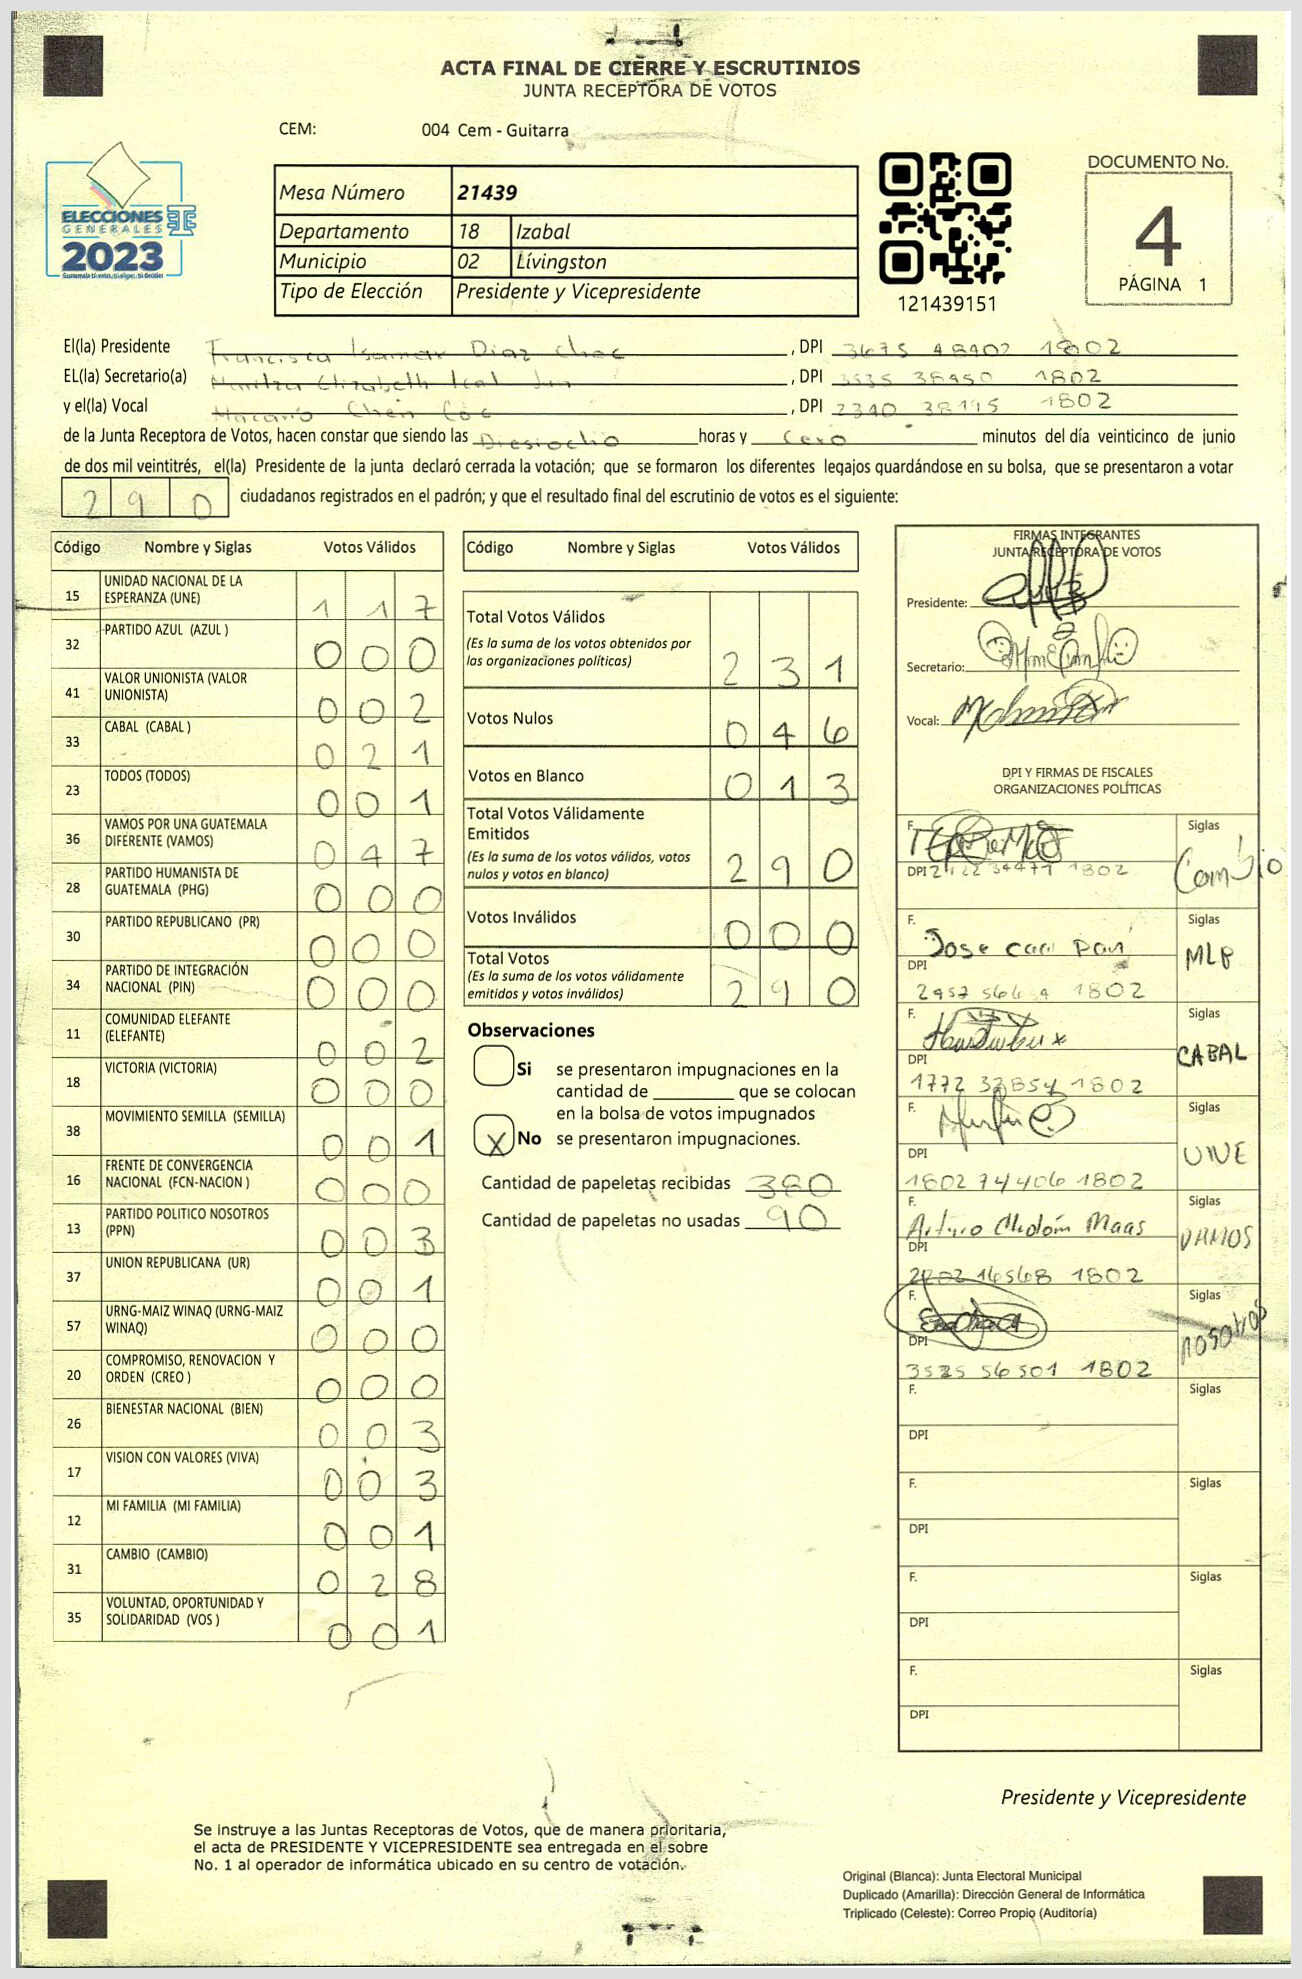 ACTA FINAL DE CIERRE Y ESCRUTINIOS
JUNTA RECEPTORA DE VOTOS
CEM: 004 Cem - Guitarra
ELECCIONES
GENERALES
2023
Mesa Número 21439
Departamento 18 Izabal
Municipio 02 Livingston
Tipo de Elección Presidente y Vicepresidente
121439151
DOCUMENTO No.
4
PÁGINA 1
El(la) Presidente Francisca Isamar Diaz Choc , DPI 3675 48402 1802
EL(la) Secretario(a) Maritza Elizabeth Ical , DPI 3535 38450 1802
y el(la) Vocal Macario Chen Coc , DPI 2340 38195 1802
de la Junta Receptora de Votos, hacen constar que siendo las Diesiocho horas y Cero minutos del día veinticinco de junio
de dos mil veintitrés, el(la) Presidente de la junta declaró cerrada la votación; que se formaron los diferentes legajos guardándose en su bolsa, que se presentaron a votar
290 ciudadanos registrados en el padrón; y que el resultado final del escrutinio de votos es el siguiente:
Código Nombre y Siglas Votos Válidos
15 UNIDAD NACIONAL DE LA
ESPERANZA (UNE) 1 1 7
32 PARTIDO AZUL (AZUL ) 0 0 0
41 VALOR UNIONISTA (VALOR
UNIONISTA) 0 0 2
33 CABAL (CABAL ) 0 2 1
23 TODOS (TODOS) 0 0 1
36 VAMOS POR UNA GUATEMALA
DIFERENTE (VAMOS) 0 4 7
28 PARTIDO HUMANISTA DE
GUATEMALA (PHG) 0 0 0
30 PARTIDO REPUBLICANO (PR) 0 0 0
34 PARTIDO DE INTEGRACIÓN
NACIONAL (PIN) 0 0 0
11 COMUNIDAD ELEFANTE
(ELEFANTE) 0 0 2
18 VICTORIA (VICTORIA) 0 0 0
38 MOVIMIENTO SEMILLA (SEMILLA) 0 0 1
16 FRENTE DE CONVERGENCIA
NACIONAL (FCN-NACION ) 0 0 0
13 PARTIDO POLITICO NOSOTROS
(PPN) 0 0 3
37 UNION REPUBLICANA (UR) 0 0 1
57 URNG-MAIZ WINAQ (URNG-MAIZ
WINAQ) 0 0 0
20 COMPROMISO, RENOVACION Y
ORDEN (CREO ) 0 0 0
26 BIENESTAR NACIONAL (BIEN) 0 0 3
17 VISION CON VALORES (VIVA) 0 0 3
12 MI FAMILIA (MI FAMILIA) 0 0 1
31 CAMBIO (CAMBIO) 0 2 8
35 VOLUNTAD, OPORTUNIDAD Y
SOLIDARIDAD (VOS ) 0 0 1
Código Nombre y Siglas Votos Válidos
Total Votos Válidos
(Es la suma de los votos obtenidos por
las organizaciones políticas) 2 3 1
Votos Nulos 0 4 6
Votos en Blanco 0 1 3
Total Votos Válidamente
Emitidos
(Es la suma de los votos válidos, votos
nulos y votos en blanco) 2 9 0
Votos Inválidos 0 0 0
Total Votos
(Es la suma de los votos válidamente
emitidos y votos inválidos) 2 9 0
Observaciones
Si se presentaron impugnaciones en la
cantidad de ________ que se colocan
en la bolsa de votos impugnados
X No se presentaron impugnaciones.
Cantidad de papeletas recibidas 380
Cantidad de papeletas no usadas 90
FIRMAS INTEGRANTES
JUNTA RECEPTORA DE VOTOS
Presidente:
Secretario:
Vocal:
DPI Y FIRMAS DE FISCALES
ORGANIZACIONES POLÍTICAS
F. Siglas
DPI 2122 34471 1802 Cambio
F. Jose Caal Pan Siglas
DPI MLP
2957 1802
F. Siglas
DPI CABAL
1772 33854 1802
F. Siglas
DPI UNE
1802 74406 1802
F. Arturo Maas Siglas
DPI VAMOS
2202 16568 1802
F. Siglas
DPI nosotros
3525 56501 1802
F. Siglas
DPI
F. Siglas
DPI
F. Siglas
DPI
F. Siglas
DPI
Presidente y Vicepresidente
Se instruye a las Juntas Receptoras de Votos, que de manera prioritaria,
el acta de PRESIDENTE Y VICEPRESIDENTE sea entregada en el sobre
No. 1 al operador de informática ubicado en su centro de votación.
Original (Blanca): Junta Electoral Municipal
Duplicado (Amarilla): Dirección General de Informática
Triplicado (Celeste): Correo Propio (Auditoría)